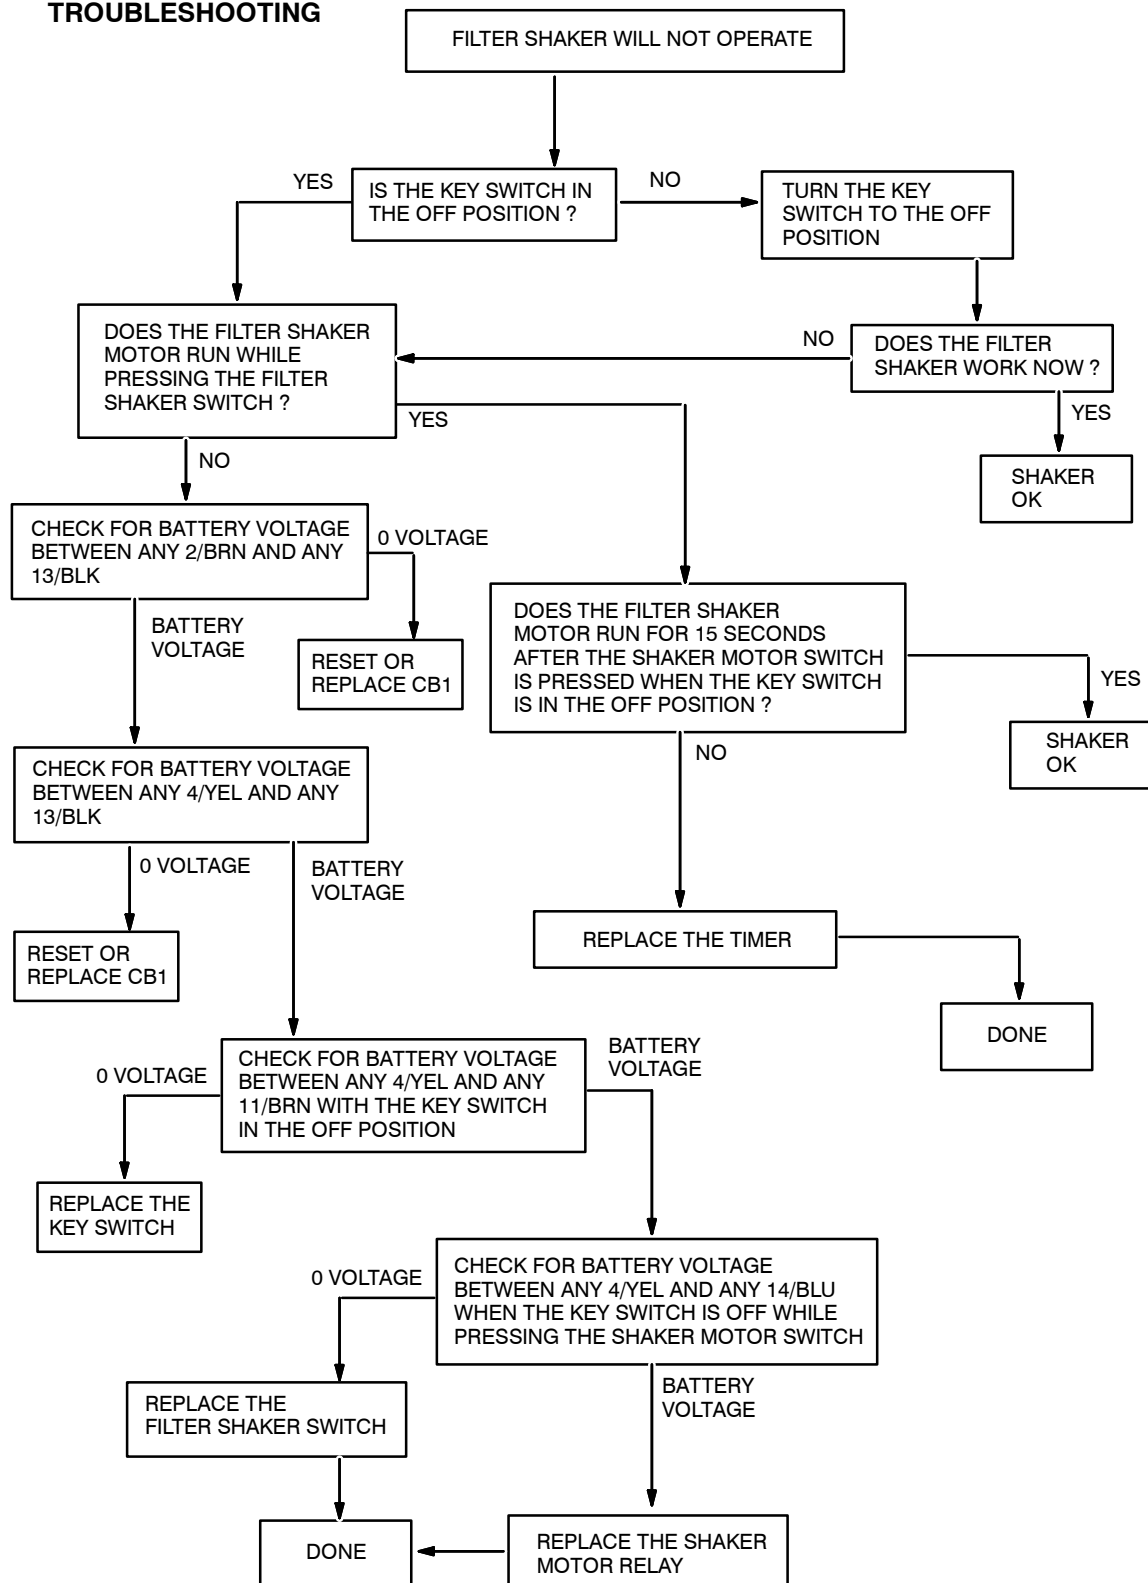 TROUBLESHOOTING
FILTER SHAKER WILL NOT OPERATE
YES
IS THE KEY SWITCH IN
THE OFF POSITION ?
NO
TURN THE KEY
SWITCH TO THE OFF
POSITION
DOES THE FILTER SHAKER
MOTOR RUN WHILE
PRESSING THE FILTER
SHAKER SWITCH ?
NO
DOES THE FILTER
SHAKER WORK NOW ?
YES
YES
NO
SHAKER
OK
CHECK FOR BATTERY VOLTAGE
BETWEEN ANY 2/BRN AND ANY
13/BLK
0 VOLTAGE
BATTERY
VOLTAGE
RESET OR
REPLACE CB1
DOES THE FILTER SHAKER
MOTOR RUN FOR 15 SECONDS
AFTER THE SHAKER MOTOR SWITCH
IS PRESSED WHEN THE KEY SWITCH
IS IN THE OFF POSITION ?
YES
SHAKER
OK
NO
CHECK FOR BATTERY VOLTAGE
BETWEEN ANY 4/YEL AND ANY
13/BLK
0 VOLTAGE
BATTERY
VOLTAGE
RESET OR
REPLACE CB1
REPLACE THE TIMER
DONE
0 VOLTAGE
CHECK FOR BATTERY VOLTAGE
BETWEEN ANY 4/YEL AND ANY
11/BRN WITH THE KEY SWITCH
IN THE OFF POSITION
BATTERY
VOLTAGE
REPLACE THE
KEY SWITCH
0 VOLTAGE
CHECK FOR BATTERY VOLTAGE
BETWEEN ANY 4/YEL AND ANY 14/BLU
WHEN THE KEY SWITCH IS OFF WHILE
PRESSING THE SHAKER MOTOR SWITCH
REPLACE THE
FILTER SHAKER SWITCH
BATTERY
VOLTAGE
DONE
REPLACE THE SHAKER
MOTOR RELAY